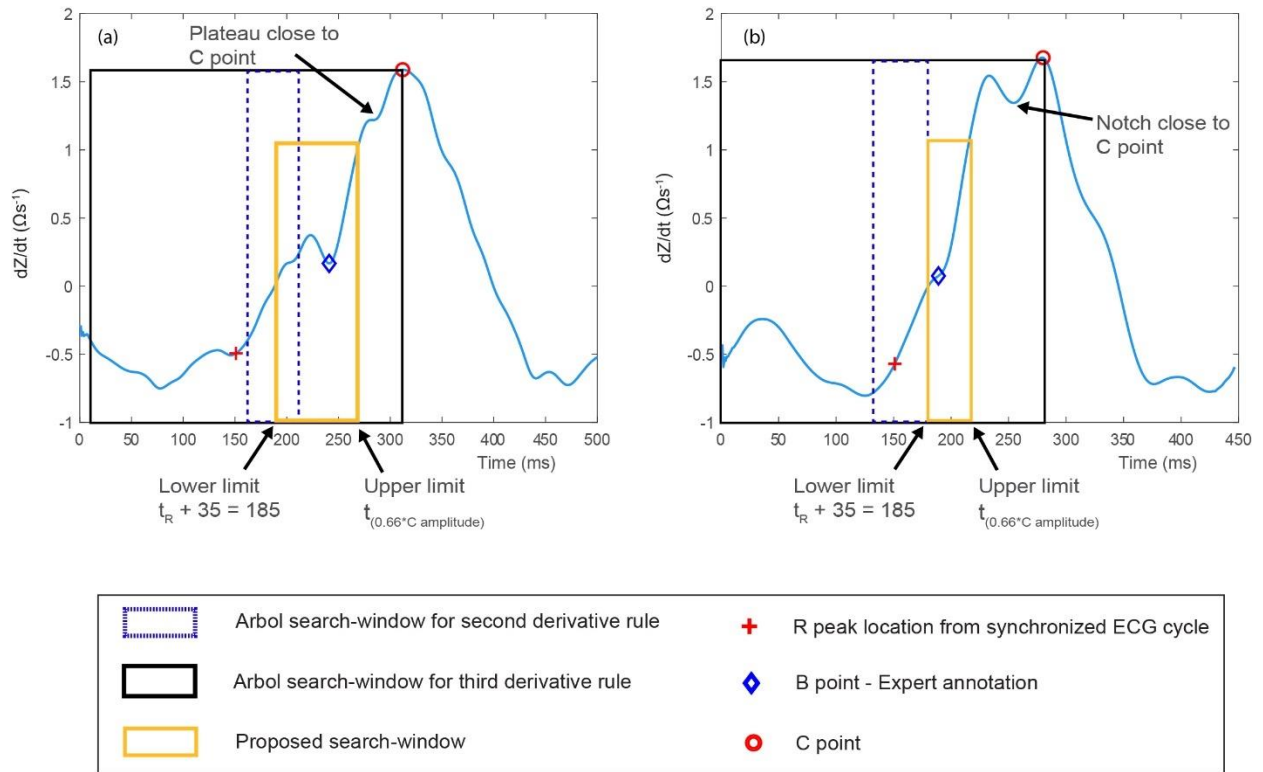 (a)
Plateau close to
C point
dZ/dt (Ωs⁻¹)
2
1.5
1
0.5
0
-0.5
-1
0 50 100 150 200 250 300 350 400 450 500
Time (ms)
Lower limit
tR + 35 = 185
Upper limit
t(0.66*C amplitude)
(b)
Notch close to
C point
dZ/dt (Ωs⁻¹)
2
1.5
1
0.5
0
-0.5
-1
0 50 100 150 200 250 300 350 400 450
Time (ms)
Lower limit
tR + 35 = 185
Upper limit
t(0.66*C amplitude)
Arbol search-window for second derivative rule
Arbol search-window for third derivative rule
Proposed search-window
R peak location from synchronized ECG cycle
B point - Expert annotation
C point